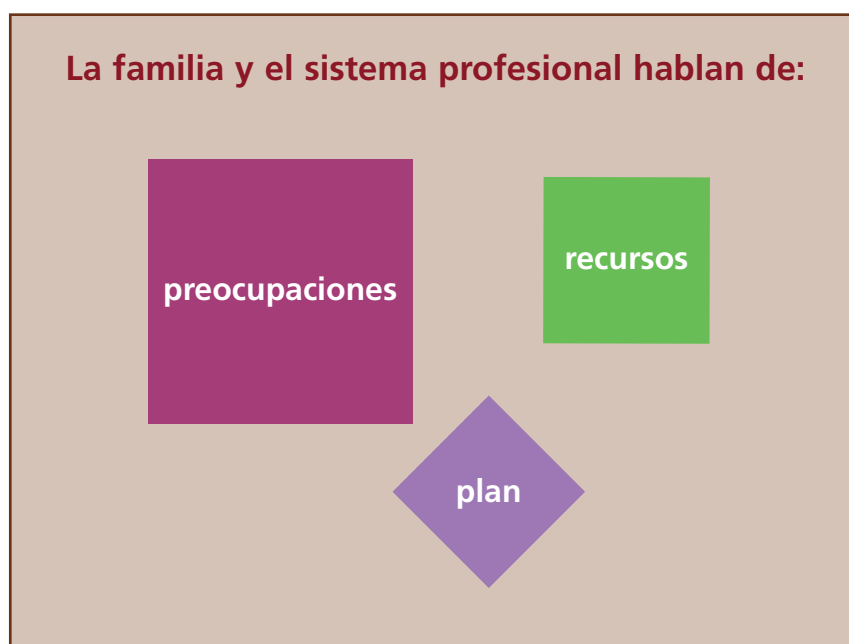 La familia y el sistema profesional hablan de:
preocupaciones
recursos
plan